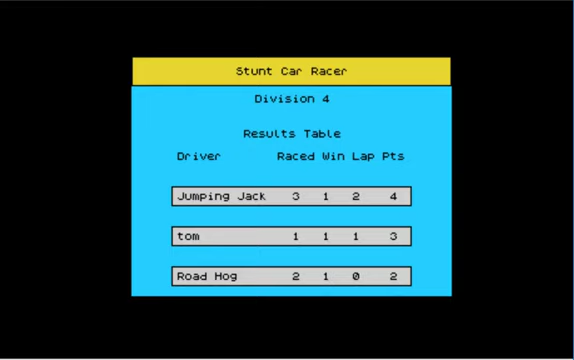 Stunt Car Racer
Division 4
Results Table
Driver Raced Win Lap Pts
Jumping Jack 3 1 2 4
tom 1 1 1 3
Road Hog 2 1 0 2